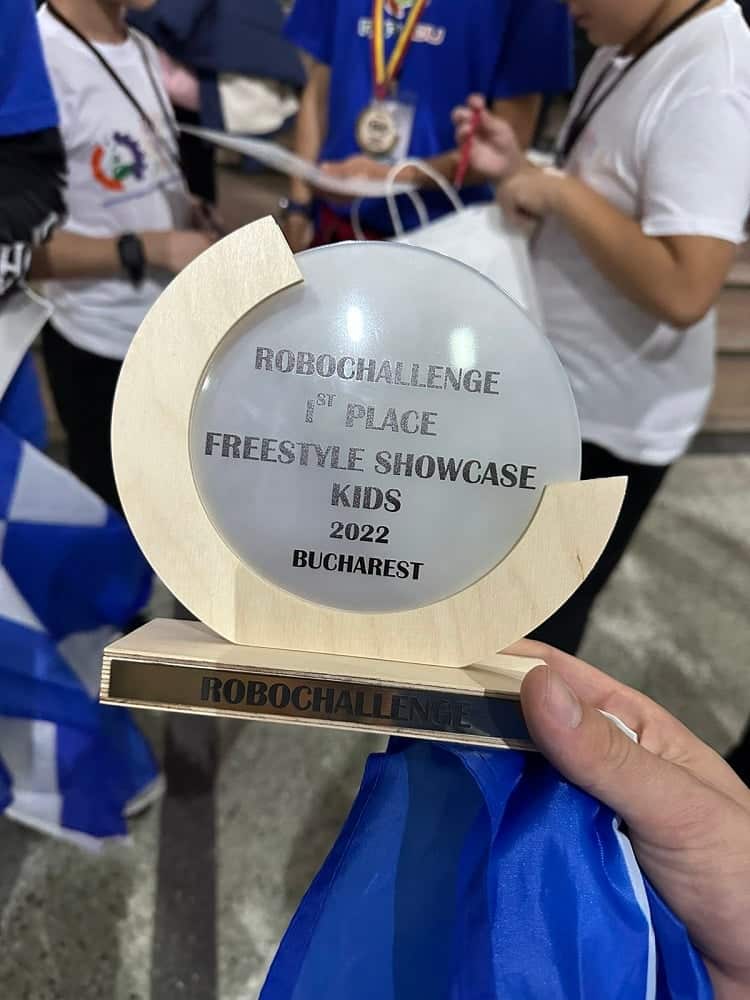 ROBOCHALLENGE
1ST PLACE
FREESTYLE SHOWCASE
KIDS
2022
BUCHAREST
ROBOCHALLENGE